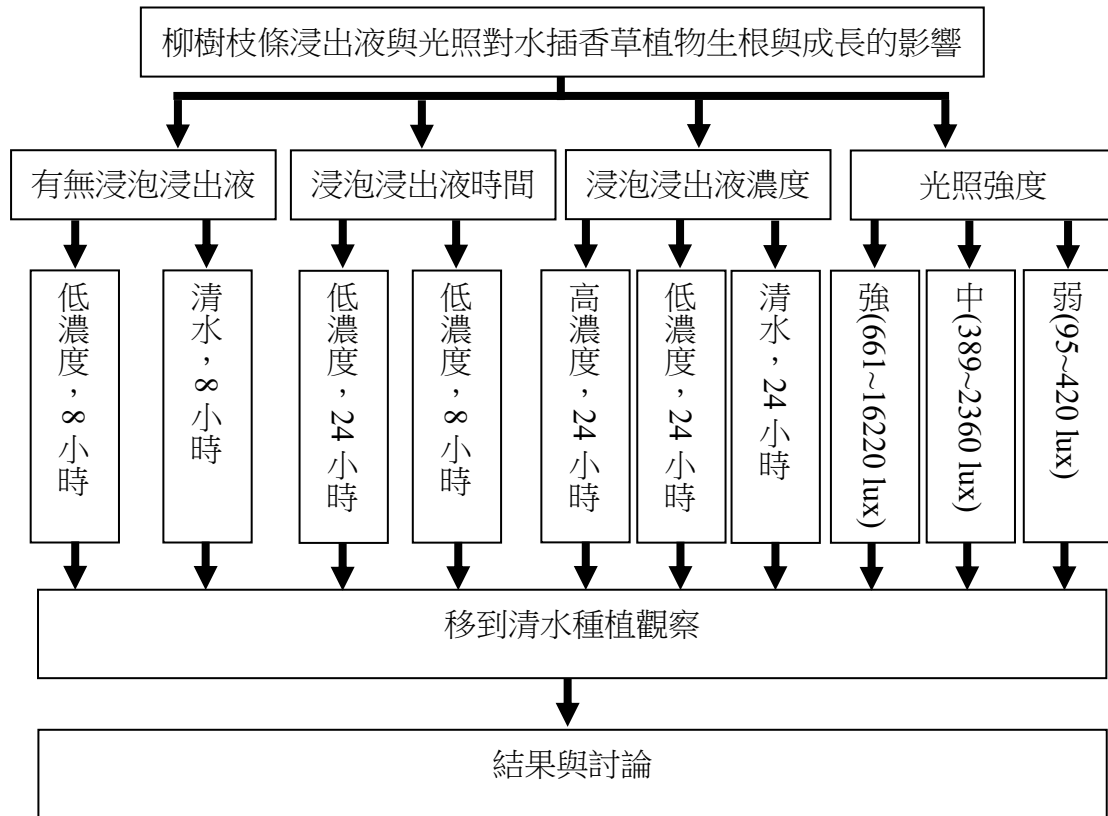 柳樹枝條浸出液與光照對水插香草植物生根與成長的影響
有無浸泡浸出液
浸泡浸出液時間
浸泡浸出液濃度
光照強度
低濃度，8小時
清水，8小時
低濃度，24小時
低濃度，8小時
高濃度，24小時
低濃度，24小時
清水，24小時
強(661~16220 lux)
中(389~2360 lux)
弱(95~420 lux)
移到清水種植觀察
結果與討論